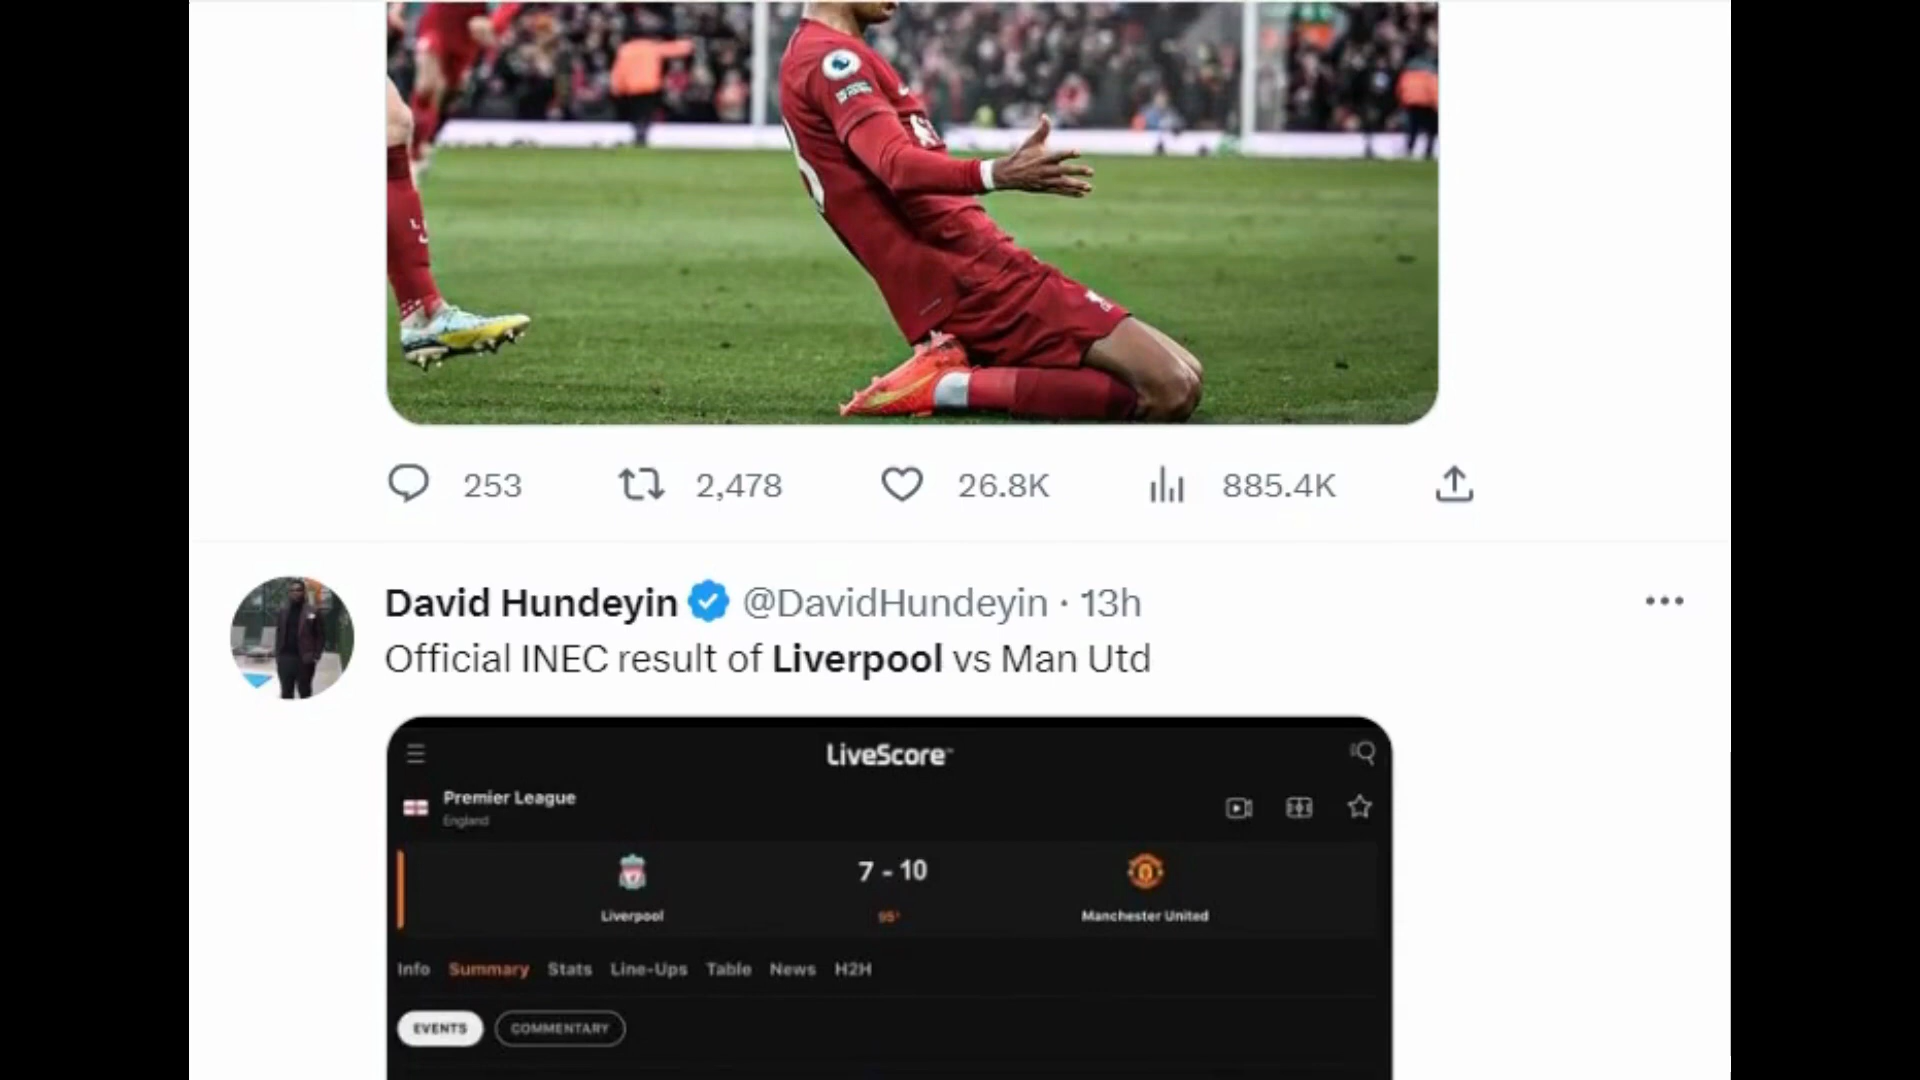 253 2,478 26.8K 885.4K
David Hundeyin @DavidHundeyin · 13h
Official INEC result of Liverpool vs Man Utd
LiveScore
Premier League
England
7 - 10
Liverpool 95' Manchester United
Info Summary Stats Line-Ups Table News H2H
EVENTS COMMENTARY